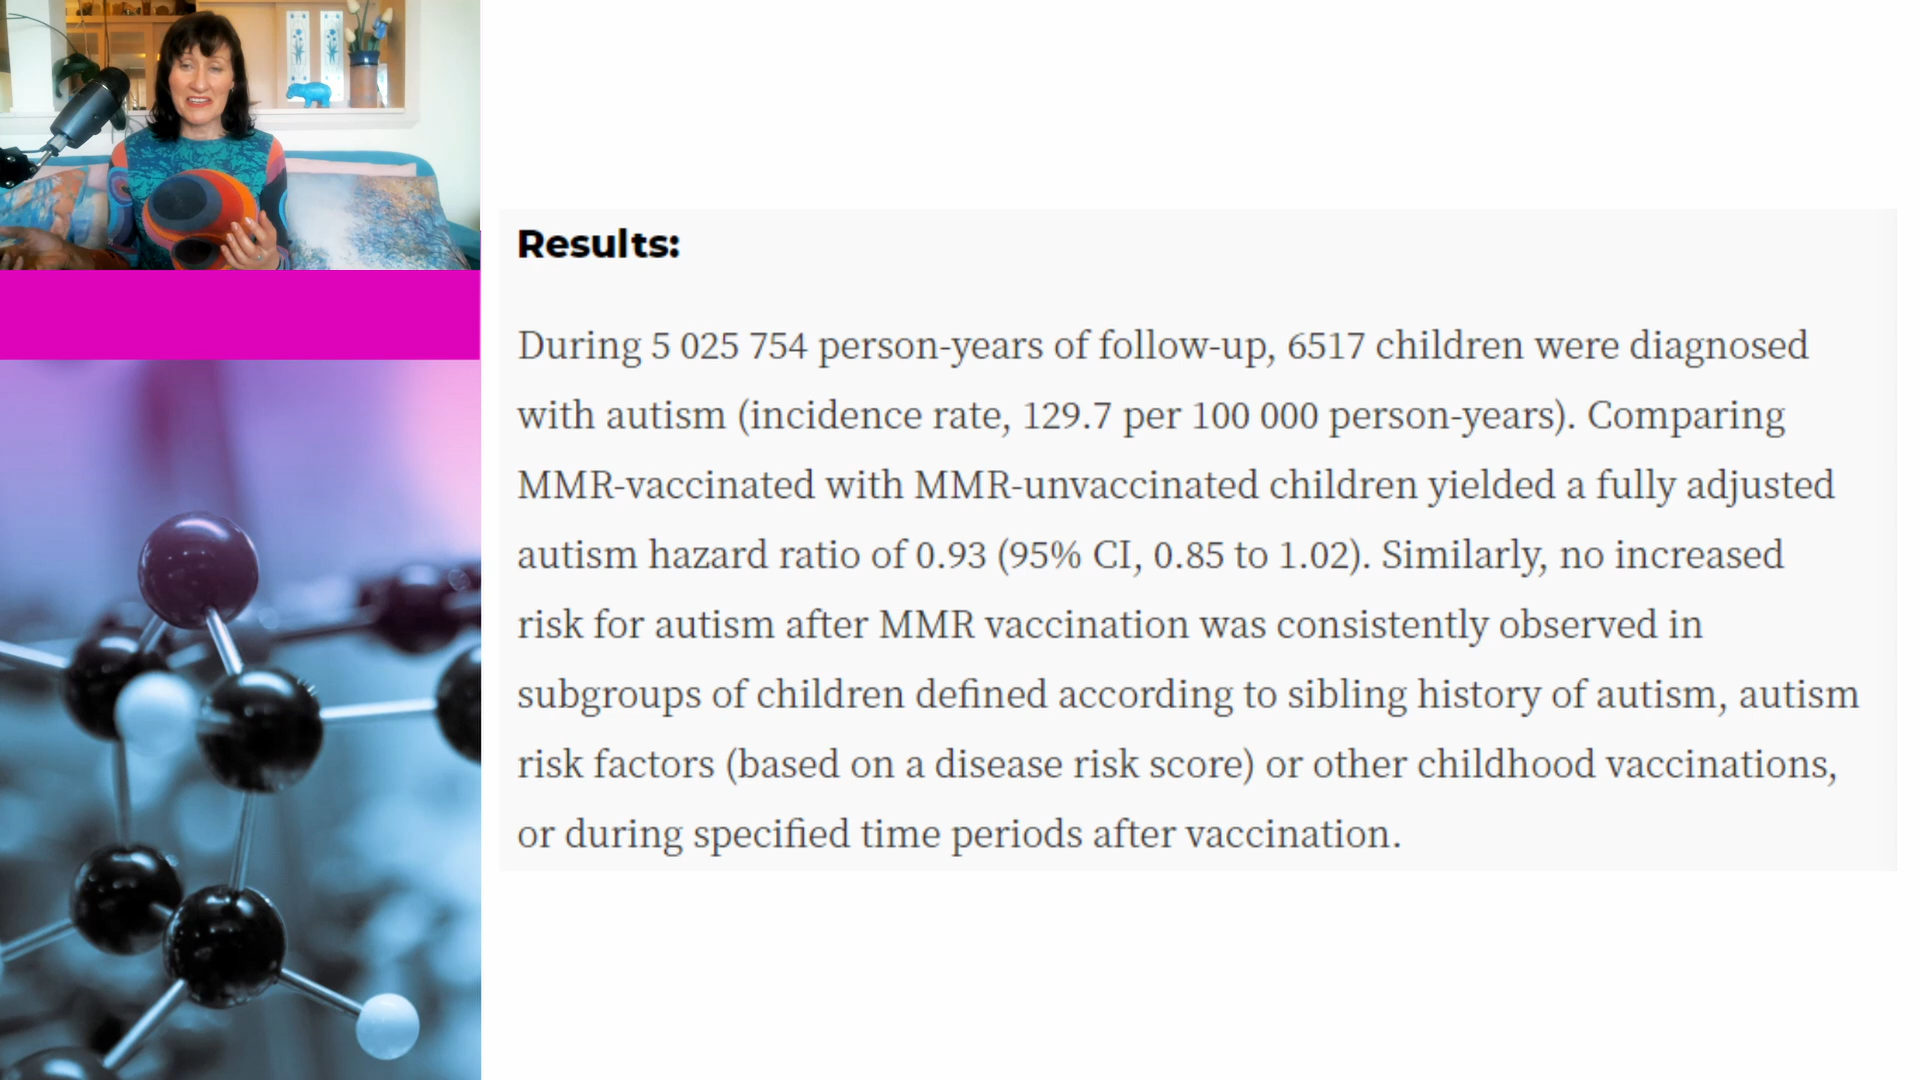 Results:
During 5 025 754 person-years of follow-up, 6517 children were diagnosed
with autism (incidence rate, 129.7 per 100 000 person-years). Comparing
MMR-vaccinated with MMR-unvaccinated children yielded a fully adjusted
autism hazard ratio of 0.93 (95% CI, 0.85 to 1.02). Similarly, no increased
risk for autism after MMR vaccination was consistently observed in
subgroups of children defined according to sibling history of autism, autism
risk factors (based on a disease risk score) or other childhood vaccinations,
or during specified time periods after vaccination.